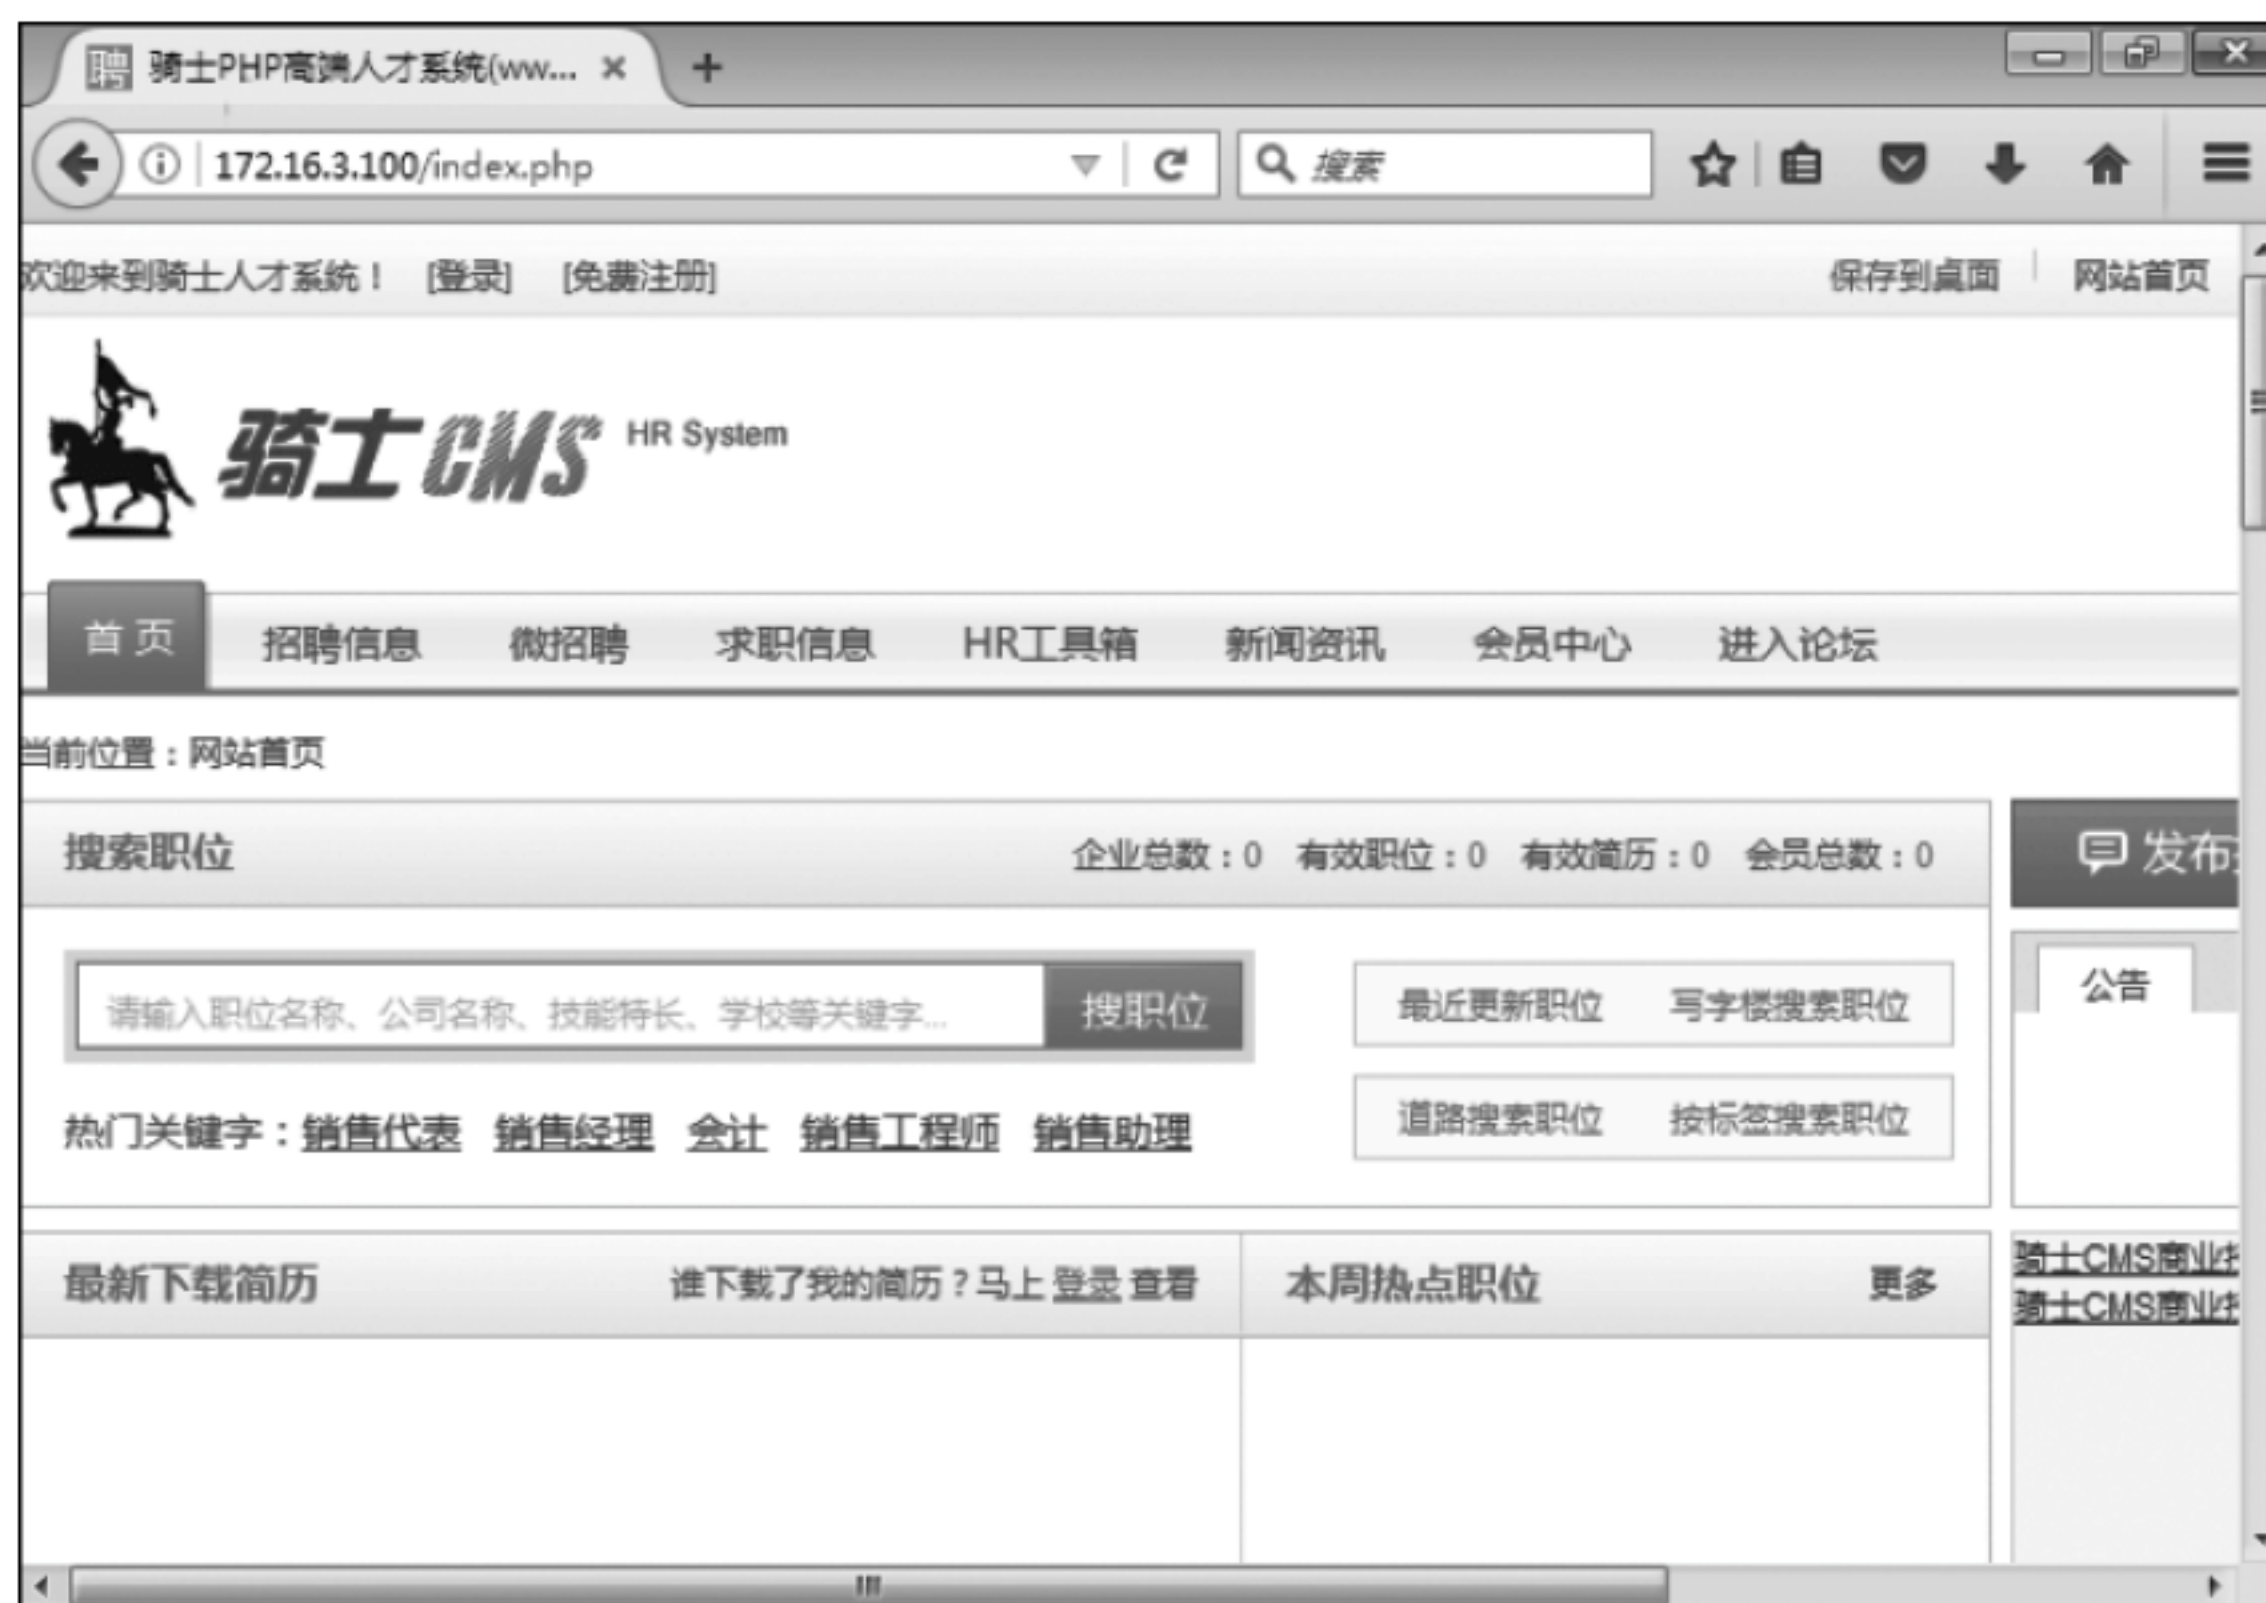 聘 骑士PHP高端人才系统(ww... × +
172.16.3.100/index.php 搜索
欢迎来到骑士人才系统！ [登录] [免费注册] 保存到桌面 网站首页
骑士CMS HR System
首页 招聘信息 微招聘 求职信息 HR工具箱 新闻资讯 会员中心 进入论坛
当前位置：网站首页
搜索职位 企业总数：0 有效职位：0 有效简历：0 会员总数：0 发布
请输入职位名称、公司名称、技能特长、学校等关键字... 搜职位 最近更新职位 写字楼搜索职位 公告
热门关键字：销售代表 销售经理 会计 销售工程师 销售助理 道路搜索职位 按标签搜索职位
最新下载简历 谁下载了我的简历？马上 登录 查看 本周热点职位 更多
骑士CMS商业
骑士CMS商业